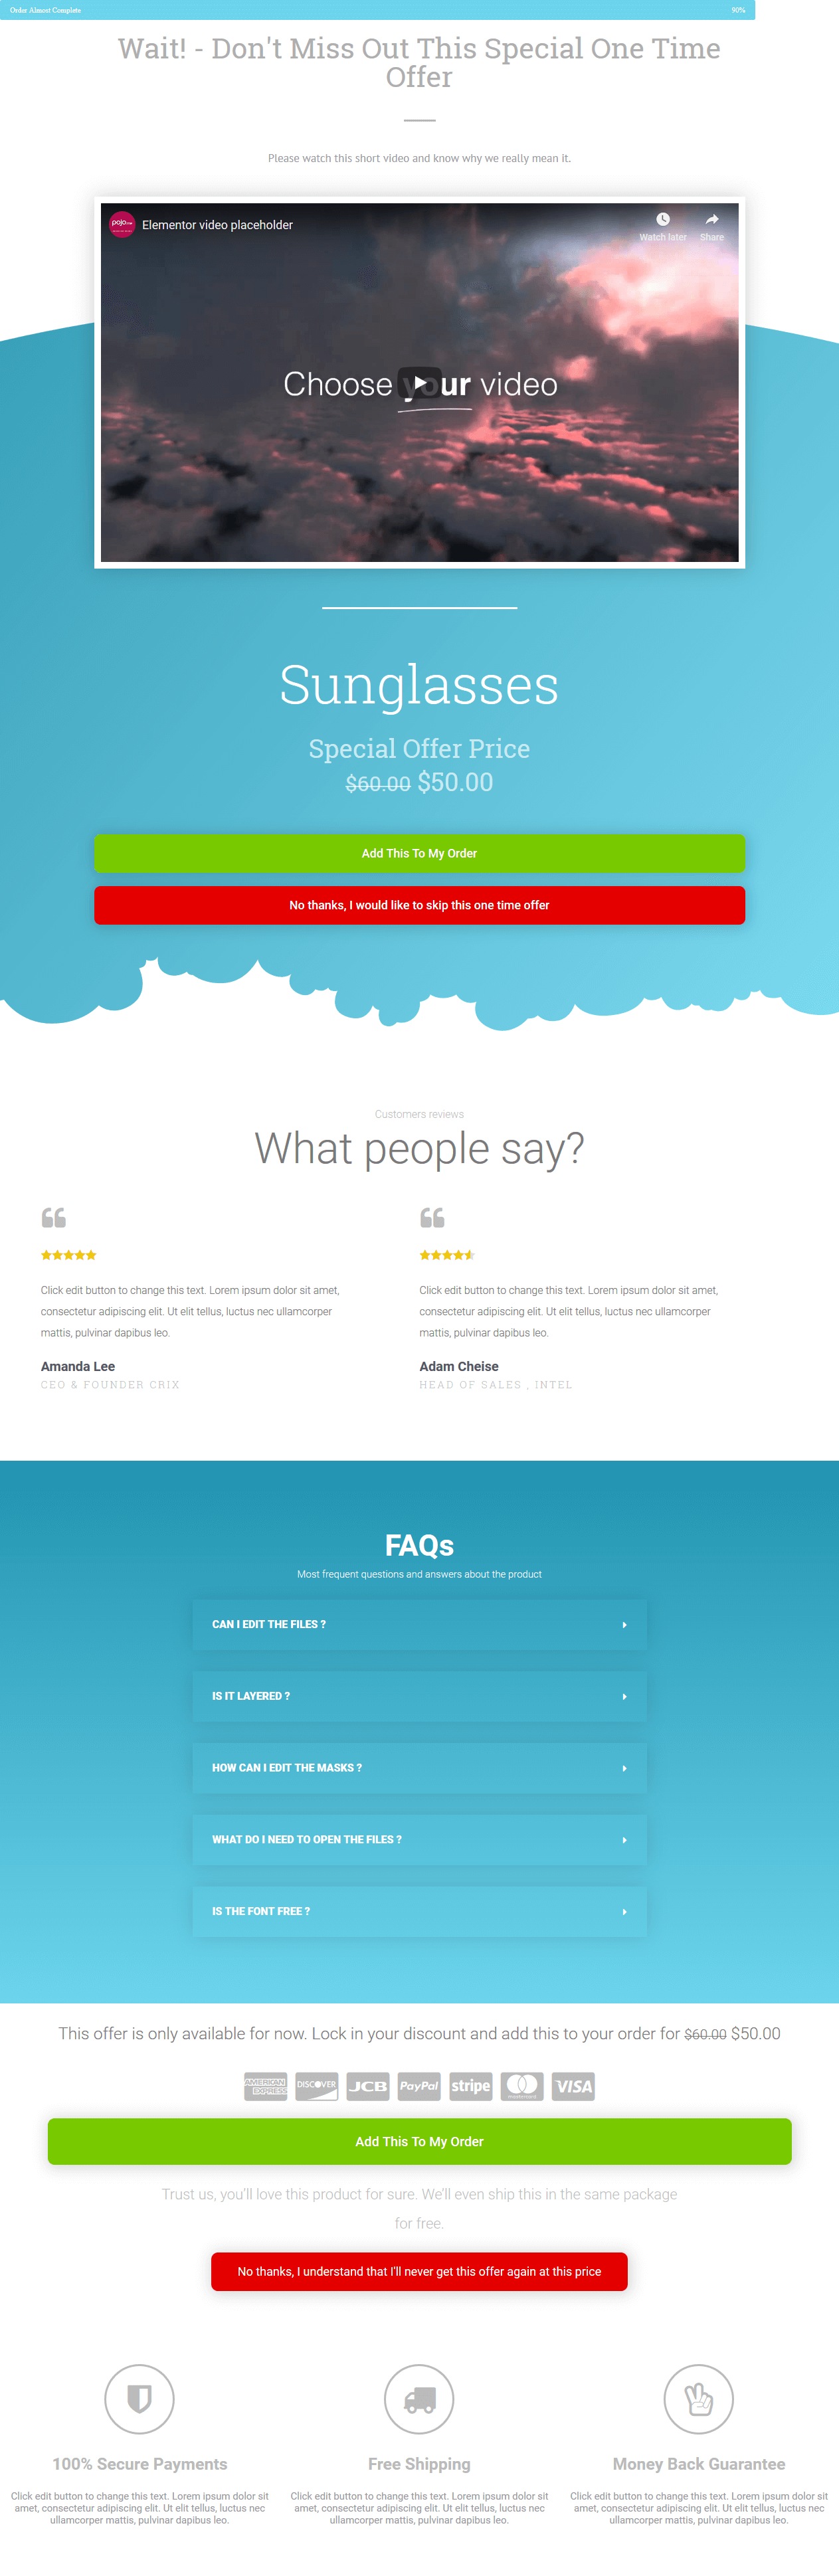 Order Almost Complete 90%
Wait! - Don't Miss Out This Special One Time
Offer
Please watch this short video and know why we really mean it.
Elementor video placeholder
Watch later Share
Choose your video
Sunglasses
Special Offer Price
$60.00 $50.00
Add This To My Order
No thanks, I would like to skip this one time offer
Customers reviews
What people say?
Click edit button to change this text. Lorem ipsum dolor sit amet,
consectetur adipiscing elit. Ut elit tellus, luctus nec ullamcorper
mattis, pulvinar dapibus leo.
Amanda Lee
CEO & FOUNDER CRIX
Click edit button to change this text. Lorem ipsum dolor sit amet,
consectetur adipiscing elit. Ut elit tellus, luctus nec ullamcorper
mattis, pulvinar dapibus leo.
Adam Cheise
HEAD OF SALES , INTEL
FAQs
Most frequent questions and answers about the product
CAN I EDIT THE FILES ?
IS IT LAYERED ?
HOW CAN I EDIT THE MASKS ?
WHAT DO I NEED TO OPEN THE FILES ?
IS THE FONT FREE ?
This offer is only available for now. Lock in your discount and add this to your order for $60.00 $50.00
AMERICAN EXPRESS DISCOVER JCB PayPal stripe VISA
Add This To My Order
Trust us, you'll love this product for sure. We'll even ship this in the same package
for free.
No thanks, I understand that I'll never get this offer again at this price
100% Secure Payments
Click edit button to change this text. Lorem ipsum dolor sit
amet, consectetur adipiscing elit. Ut elit tellus, luctus nec
ullamcorper mattis, pulvinar dapibus leo.
Free Shipping
Click edit button to change this text. Lorem ipsum dolor sit
amet, consectetur adipiscing elit. Ut elit tellus, luctus nec
ullamcorper mattis, pulvinar dapibus leo.
Money Back Guarantee
Click edit button to change this text. Lorem ipsum dolor sit
amet, consectetur adipiscing elit. Ut elit tellus, luctus nec
ullamcorper mattis, pulvinar dapibus leo.